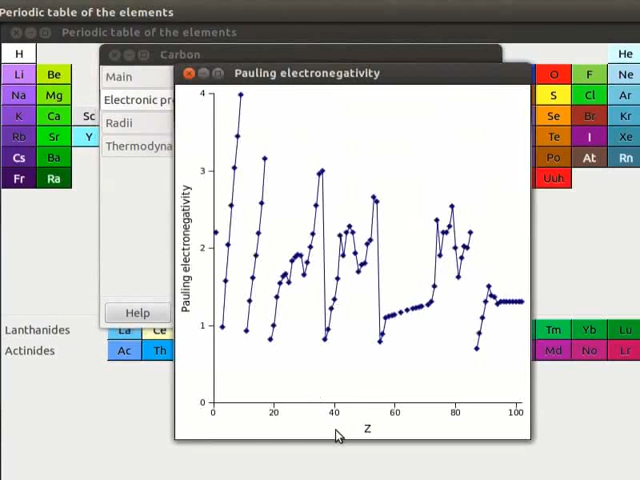 Periodic table of the elements
Periodic table of the elements
H
He
Carbon
Pauling electronegativity
Li Be
O F Ne
Main
Na Mg
S Cl Ar
Electronic pr
K Ca Sc
Se Br Kr
Radii
Rb Sr Y
Te I Xe
Thermodyna
Cs Ba
Po At Rn
Fr Ra
Uuh
Pauling electronegativity
4
3
2
1
0
0 20 40 60 80 100
Z
Help
Lanthanides La Ce
Tm Yb Lu
Actinides Ac Th
Md No Lr